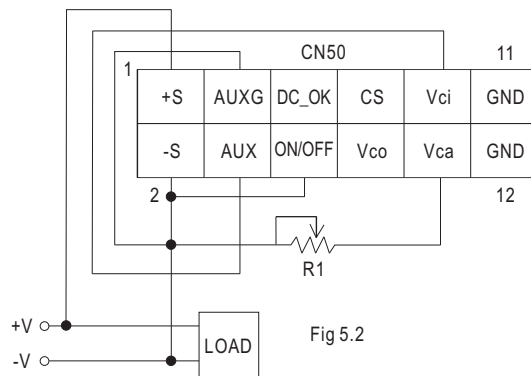 CN50
1 11
+S AUXG DC_OK CS Vci GND
-S AUX ON/OFF Vco Vca GND
2 12
R1
+V
LOAD Fig 5.2
-V